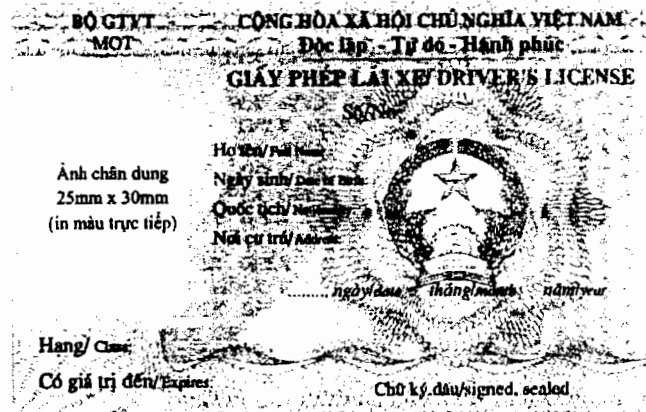 BỘ GTVT
MOT
CỘNG HÒA XÃ HỘI CHỦ NGHĨA VIỆT NAM
Độc lập - Tự do - Hạnh phúc
GIẤY PHÉP LÁI XE/ DRIVER'S LICENSE
Số/No:
Họ tên/ Full Name:
Ngày sinh/ Date of Birth:
Quốc tịch/ Nationality:
Nơi cư trú/ Address:
Ảnh chân dung
25mm x 30mm
(in màu trực tiếp)
......., ngày/date tháng/month năm/year
Hạng/ Class:
Có giá trị đến/ Expires:
Chữ ký, dấu/signed, sealed